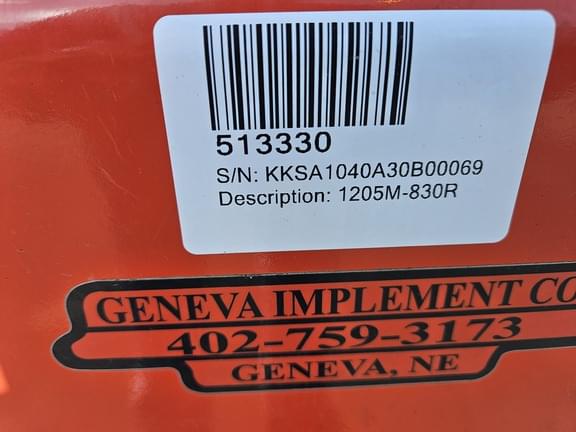 513330
S/N: KKSA1040A30B00069
Description: 1205M-830R
GENEVA IMPLEMENT CO
402-759-3173
GENEVA, NE